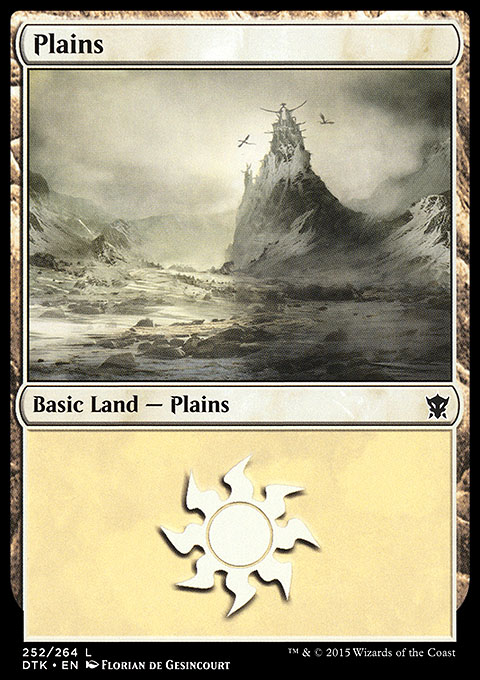 Plains
Basic Land — Plains
252/264 L
DTK • EN Florian de Gesincourt
™ & © 2015 Wizards of the Coast